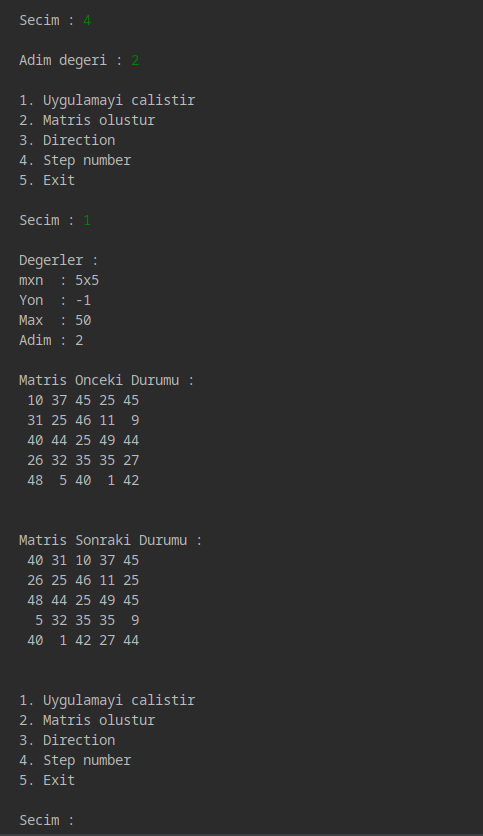 Secim : 4
Adim degeri : 2
1. Uygulamayi calistir
2. Matris olustur
3. Direction
4. Step number
5. Exit
Secim : 1
Degerler :
mxn  : 5x5
Yon  : -1
Max  : 50
Adim : 2
Matris Onceki Durumu :
10 37 45 25 45
31 25 46 11  9
40 44 25 49 44
26 32 35 35 27
48  5 40  1 42
Matris Sonraki Durumu :
40 31 10 37 45
26 25 46 11 25
48 44 25 49 45
5 32 35 35  9
40  1 42 27 44
1. Uygulamayi calistir
2. Matris olustur
3. Direction
4. Step number
5. Exit
Secim :